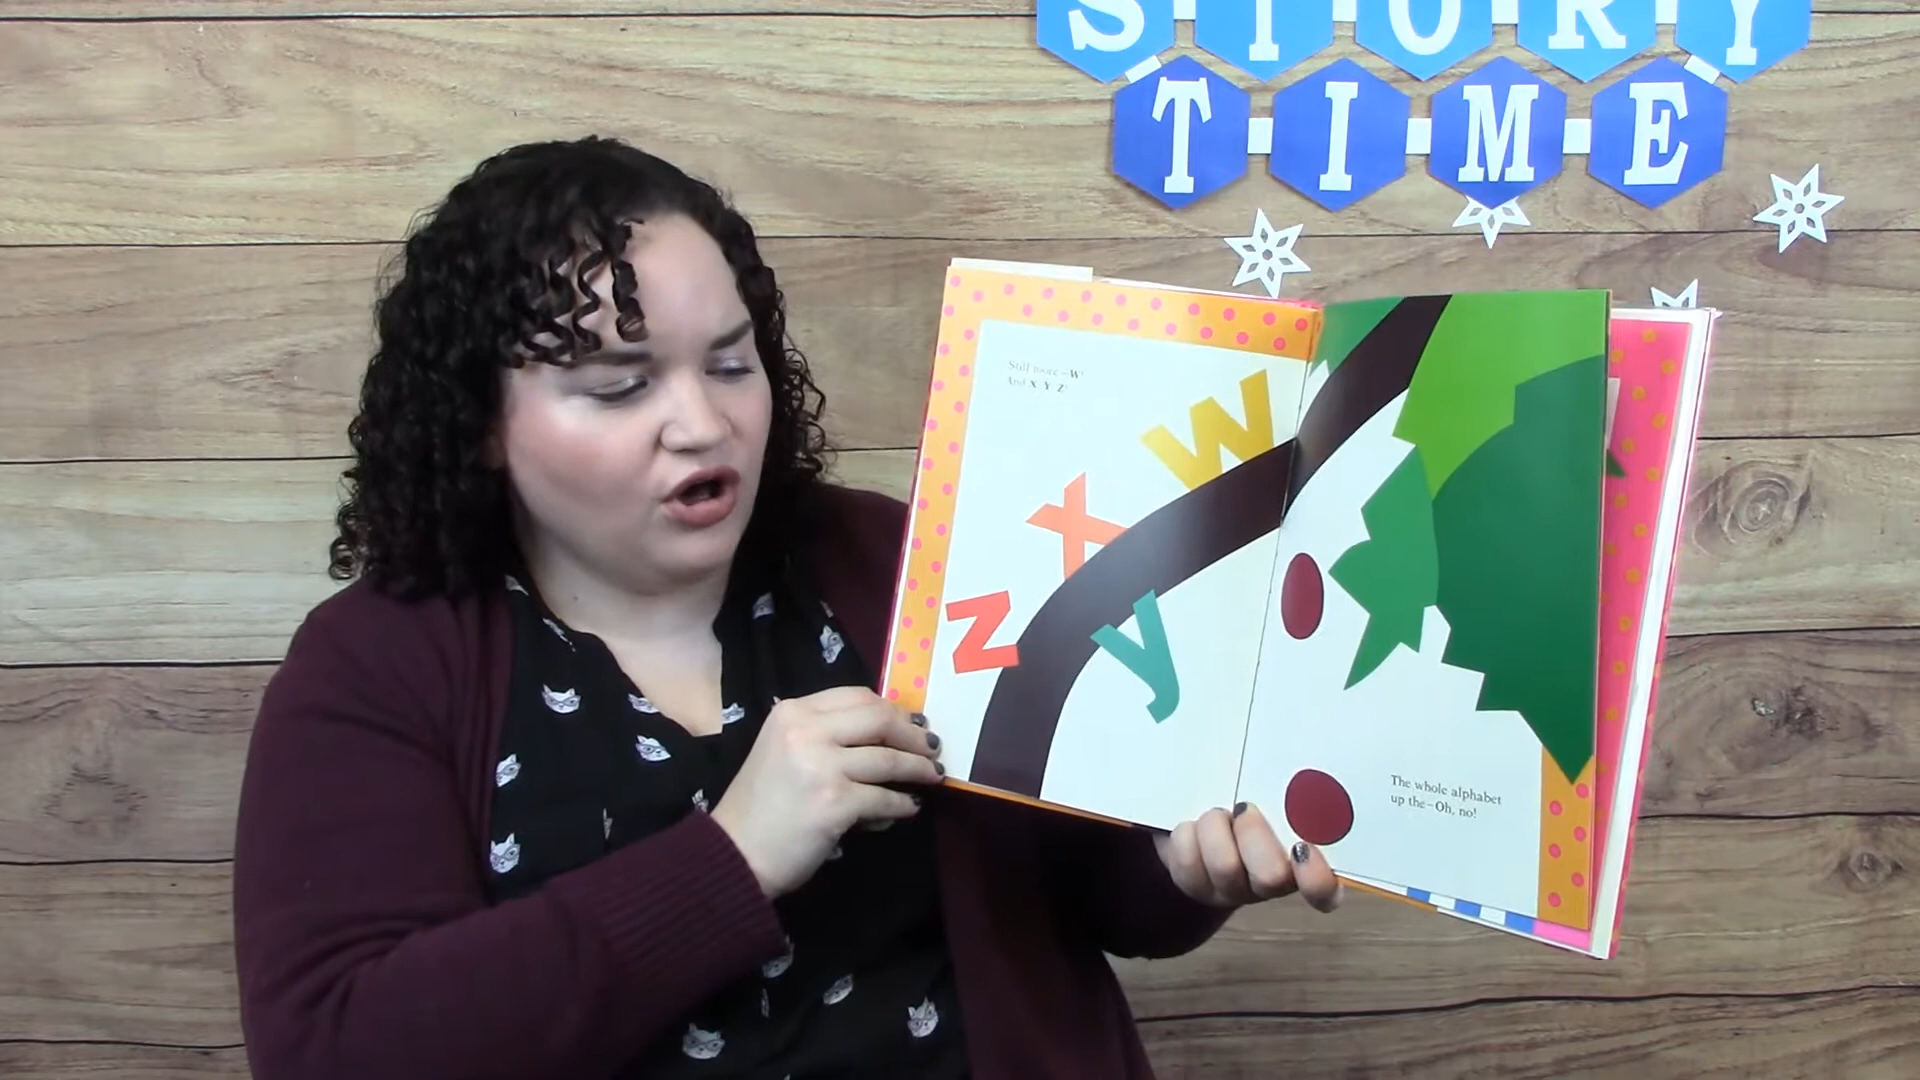 STORY
TIME
Still more–W!
And X Y Z!
W
X
Z
y
The whole alphabet
up the–Oh, no!